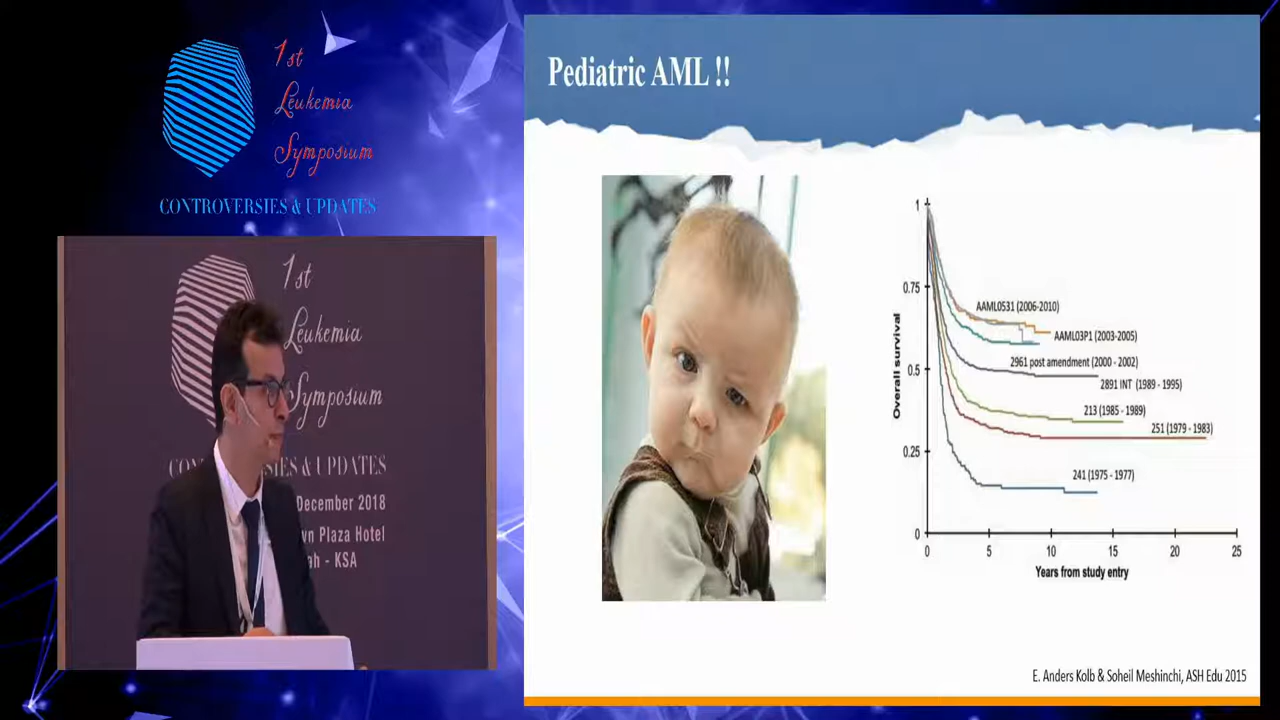 1st
Leukemia
Symposium
CONTROVERSIES & UPDATES
1st
Leukemia
Symposium
IES & UPDATES
December 2018
Plaza Hotel
- KSA
Pediatric AML !!
Overall survival
1
0.75
0.5
0.25
0
AAML0531 (2006-2010)
AAML03P1 (2003-2005)
2961 post amendment (2000 - 2002)
2891 INT (1989 - 1995)
213 (1985 - 1989)
251 (1979 - 1983)
241 (1975 - 1977)
0 5 10 15 20 25
Years from study entry
E. Anders Kolb & Soheil Meshinchi, ASH Edu 2015